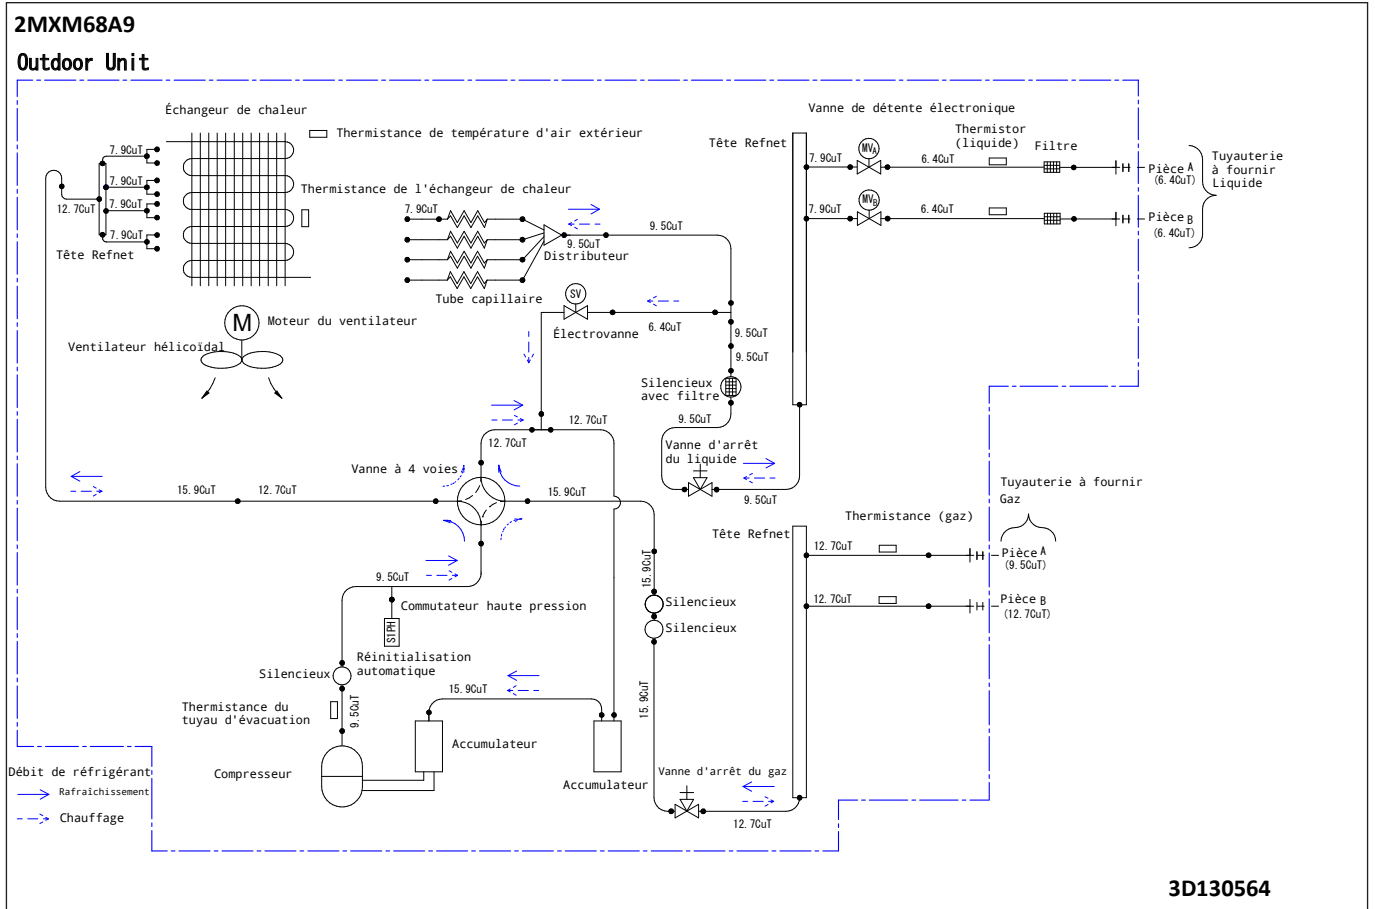 2MXM68A9
Outdoor Unit
Échangeur de chaleur
Thermistance de température d'air extérieur
7.9CuT
7.9CuT
7.9CuT
7.9CuT
12.7CuT
Tête Refnet
Thermistance de l'échangeur de chaleur
7.9CuT
9.5CuT
Distributeur
Tube capillaire
9.5CuT
M
Moteur du ventilateur
Ventilateur hélicoïdal
SV
Électrovanne
6.4CuT
9.5CuT
9.5CuT
Silencieux
avec filtre
9.5CuT
Vanne d'arrêt
du liquide
9.5CuT
Vanne de détente électronique
Tête Refnet
7.9CuT
MVA
6.4CuT
Thermistor
(liquide)
Filtre
Pièce A
(6.4CuT)
7.9CuT
MVB
6.4CuT
Pièce B
(6.4CuT)
Tuyauterie
à fournir
Liquide
12.7CuT
12.7CuT
Vanne à 4 voies
15.9CuT
12.7CuT
15.9CuT
9.5CuT
Commutateur haute pression
S1PH
Réinitialisation
automatique
Silencieux
Thermistance du
tuyau d'évacuation
9.5CuT
Compresseur
15.9CuT
Accumulateur
Accumulateur
15.9CuT
Silencieux
Silencieux
15.9CuT
Vanne d'arrêt du gaz
12.7CuT
Tête Refnet
Thermistance (gaz)
12.7CuT
12.7CuT
Tuyauterie à fournir
Gaz
Pièce A
(9.5CuT)
Pièce B
(12.7CuT)
Débit de réfrigérant
Rafraîchissement
Chauffage
3D130564